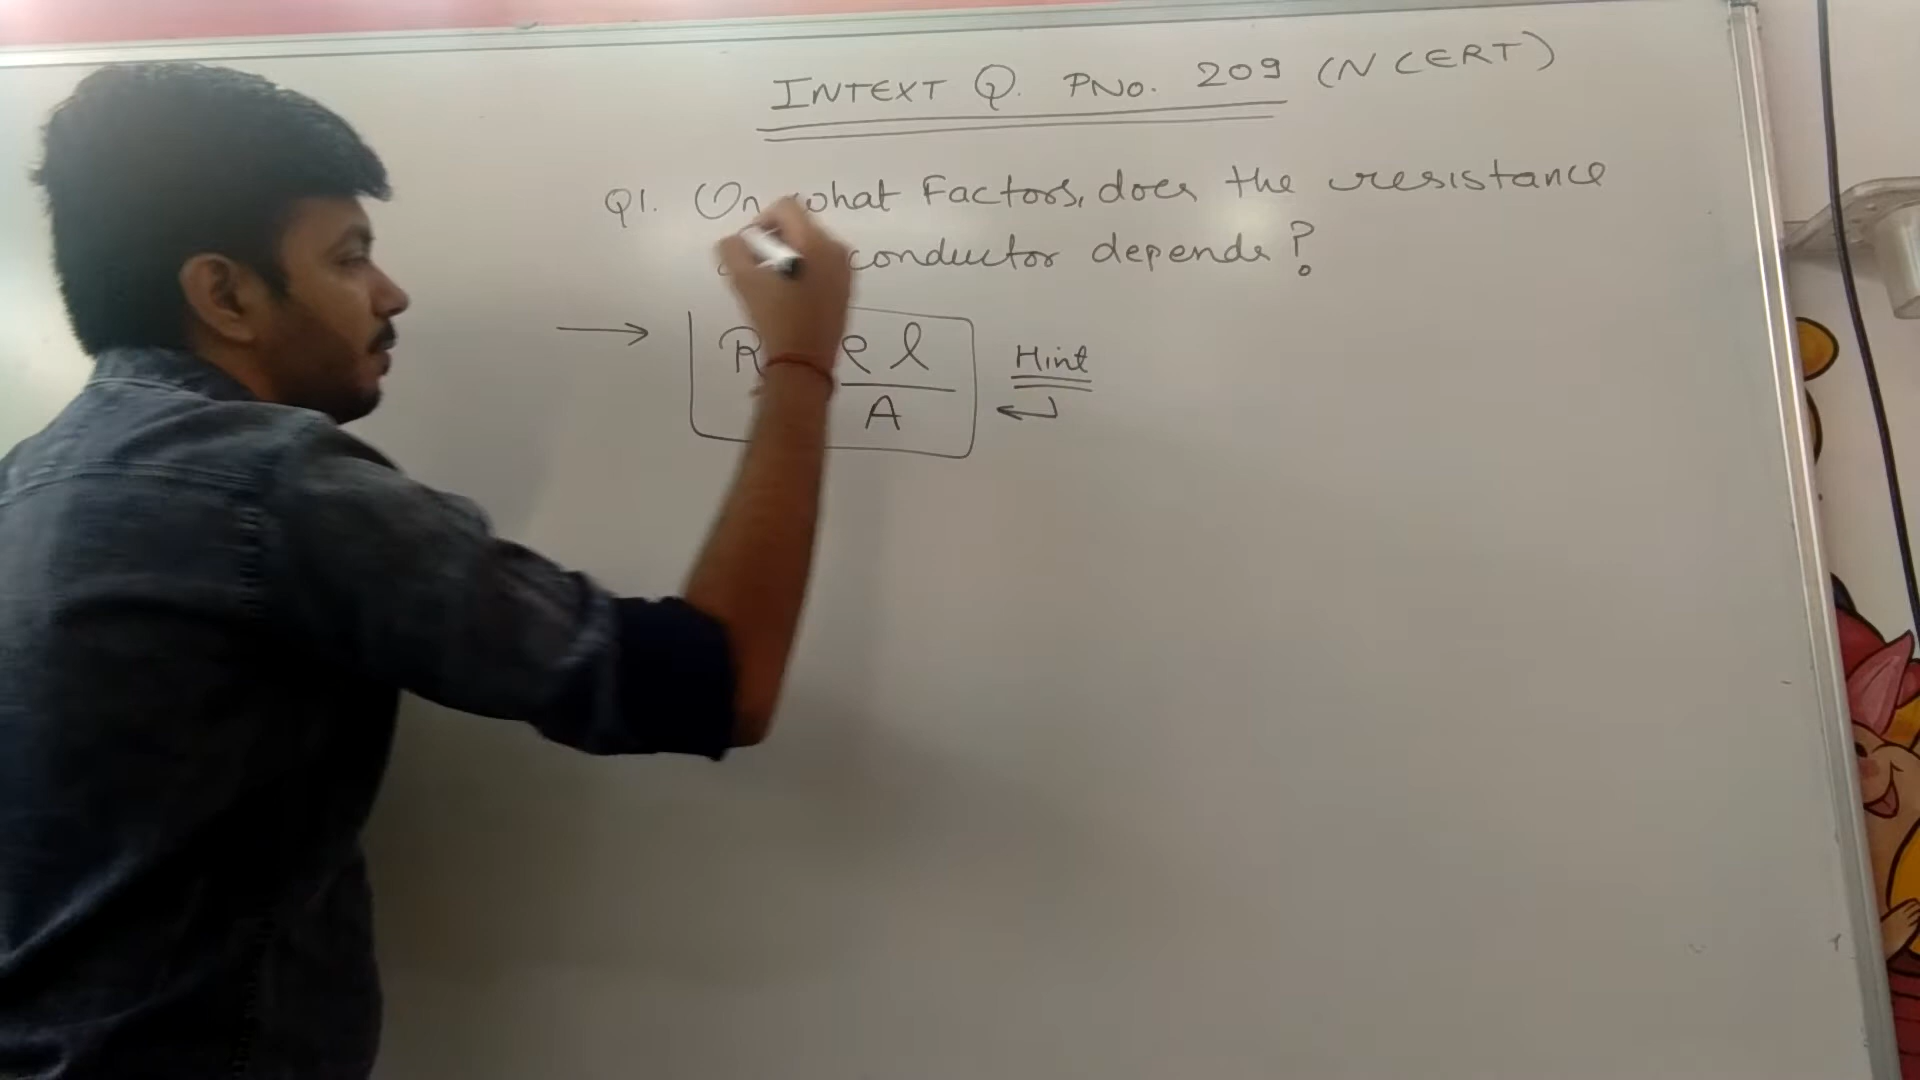 INTEXT Q. PNo. 209 (NCERT)
Q1. On what Factors, does the resistance
conductor depends?
R ρ l
A
Hint